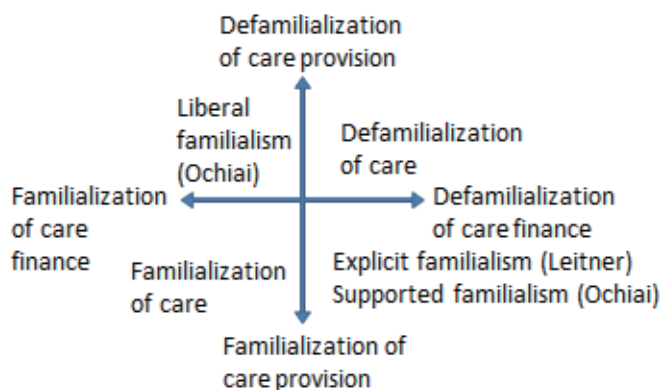 Defamilialization
of care provision
Liberal
familialism
(Ochiai)
Defamilialization
of care
Familialization
of care
finance
Defamilialization
of care finance
Explicit familialism (Leitner)
Supported familialism (Ochiai)
Familialization
of care
Familialization of
care provision